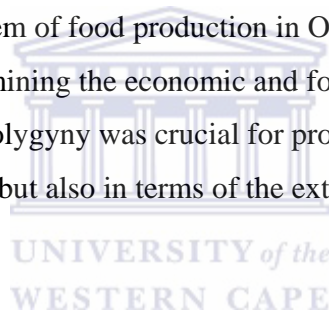 em of food production in O
ining the economic and fo
olygyny was crucial for pro
but also in terms of the ext
UNIVERSITY of the
WESTERN CAPE